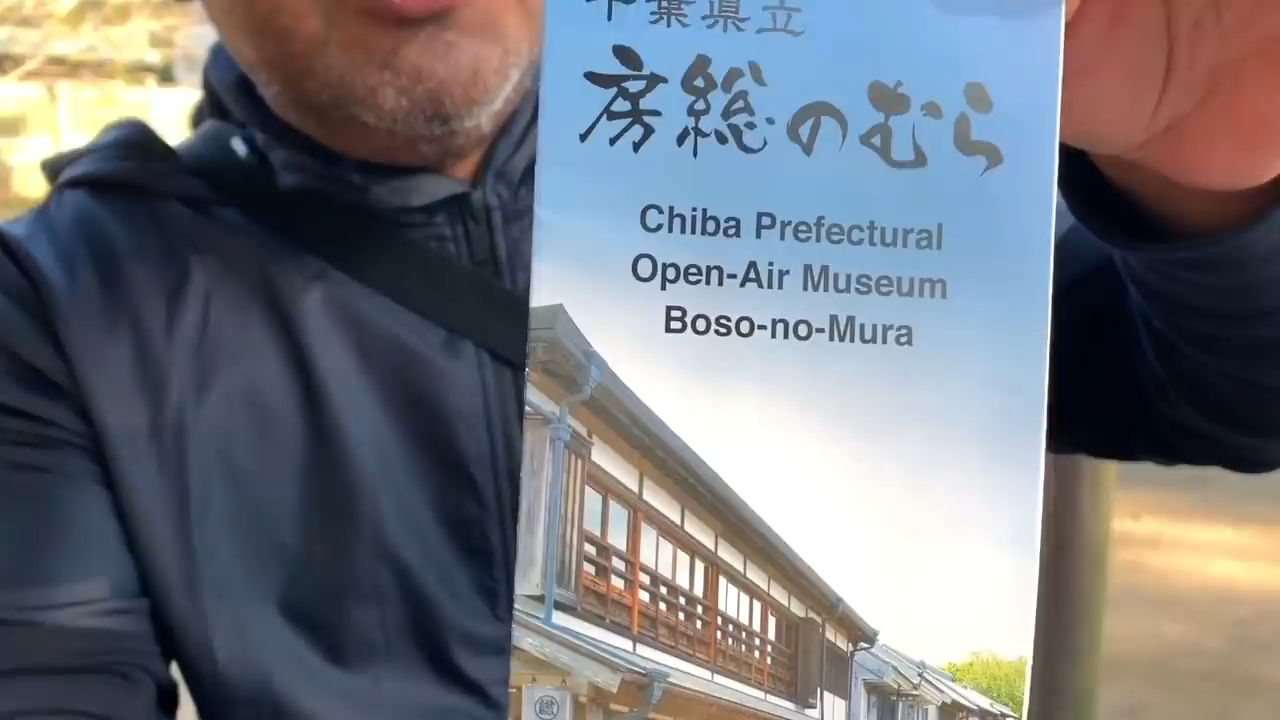 千葉県立
房総のむら
Chiba Prefectural
Open-Air Museum
Boso-no-Mura